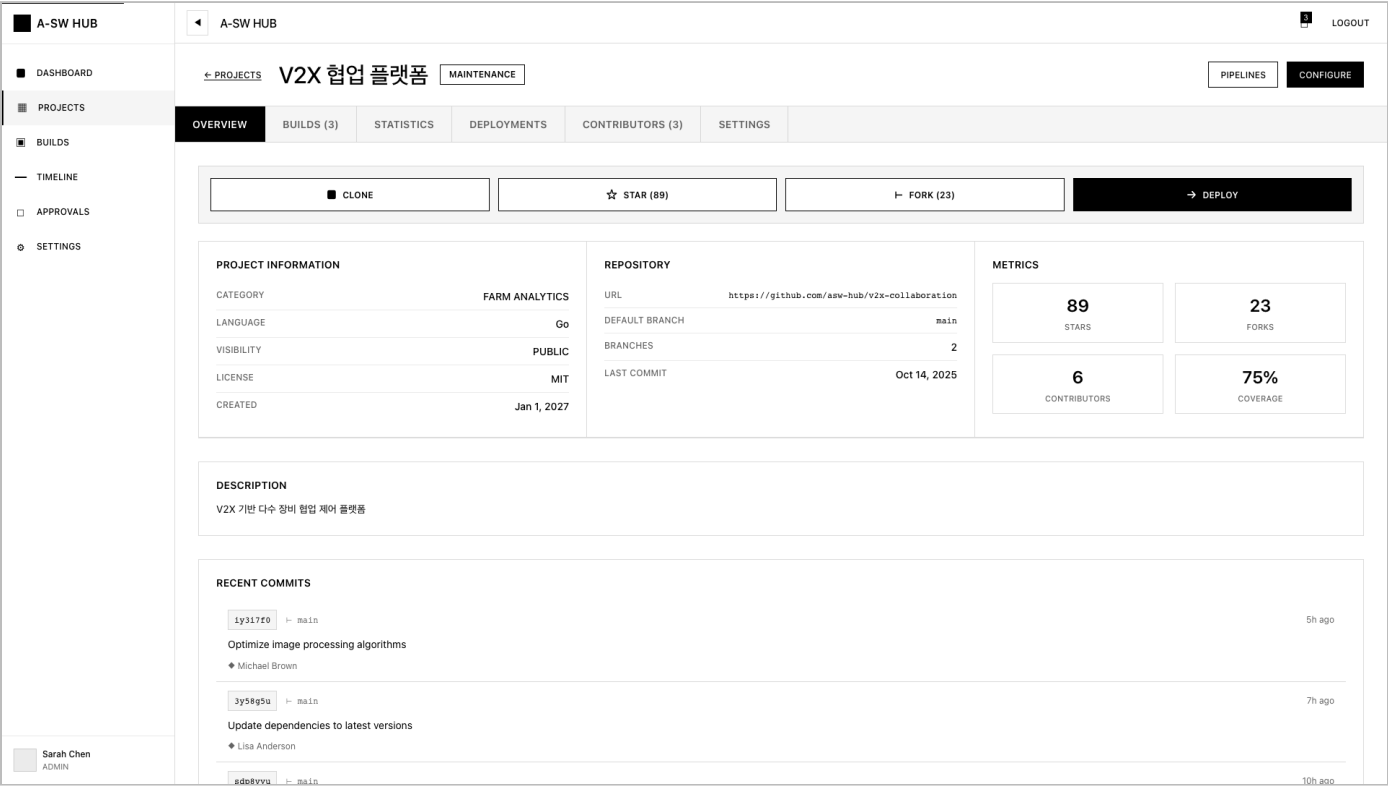 A-SW HUB
A-SW HUB
3
LOGOUT
DASHBOARD
PROJECTS
BUILDS
TIMELINE
APPROVALS
SETTINGS
← PROJECTS
V2X 협업 플랫폼
MAINTENANCE
PIPELINES
CONFIGURE
OVERVIEW
BUILDS (3)
STATISTICS
DEPLOYMENTS
CONTRIBUTORS (3)
SETTINGS
CLONE
STAR (89)
FORK (23)
→ DEPLOY
PROJECT INFORMATION
CATEGORY FARM ANALYTICS
LANGUAGE Go
VISIBILITY PUBLIC
LICENSE MIT
CREATED Jan 1, 2027
REPOSITORY
URL https://github.com/asw-hub/v2x-collaboration
DEFAULT BRANCH main
BRANCHES 2
LAST COMMIT Oct 14, 2025
METRICS
89
STARS
23
FORKS
6
CONTRIBUTORS
75%
COVERAGE
DESCRIPTION
V2X 기반 다수 장비 협업 제어 플랫폼
RECENT COMMITS
iy3i7f0 ⊢ main 5h ago
Optimize image processing algorithms
Michael Brown
3y58g5u ⊢ main 7h ago
Update dependencies to latest versions
Lisa Anderson
⊢ main 10h ago
Sarah Chen
ADMIN